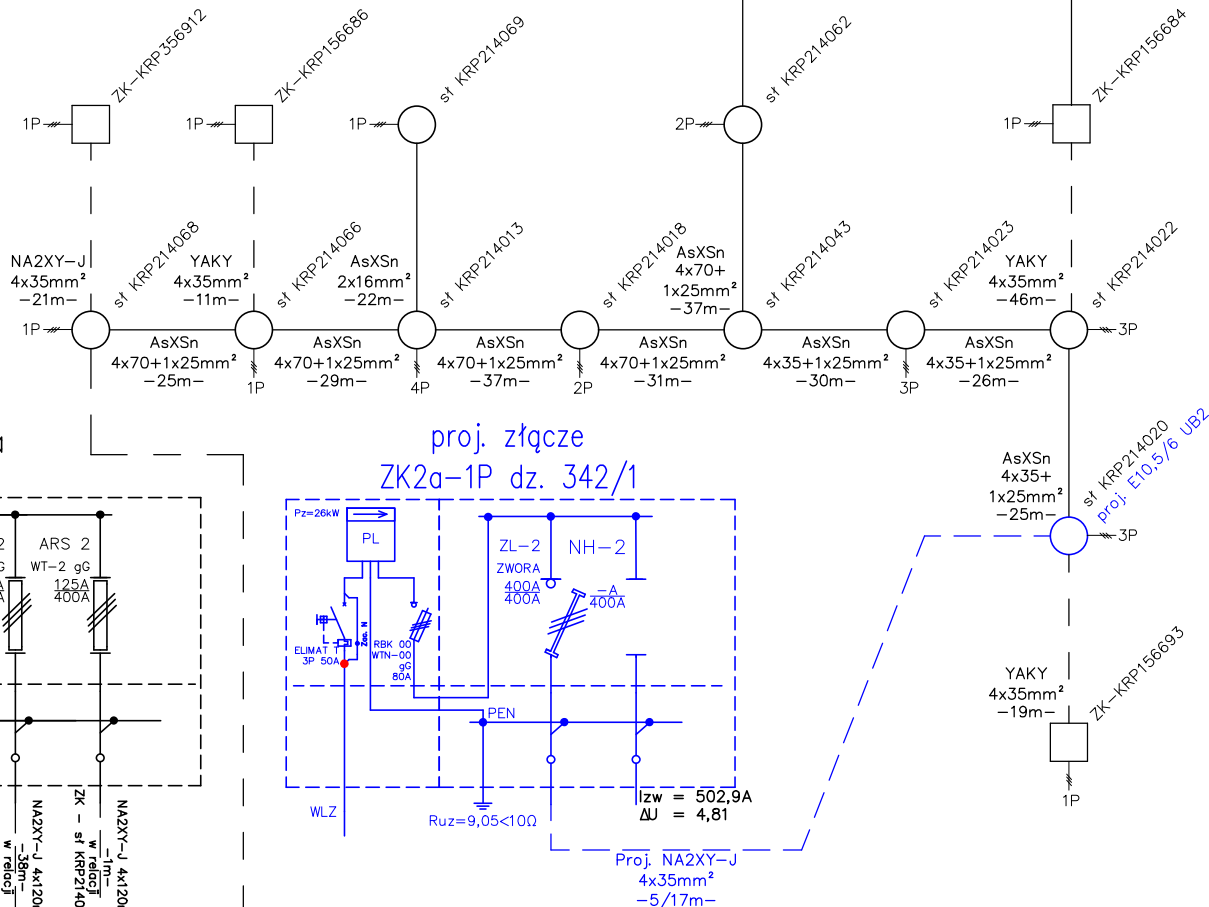 ZK-KRP356912
ZK-KRP156686
sł KRP214069
sł KRP214062
ZK-KRP156684
1P
1P
1P
2P
1P
NA2XY-J
4x35mm²
-21m-
sł KRP214068
YAKY
4x35mm²
-11m-
sł KRP214066
AsXSn
2x16mm²
-22m-
sł KRP214013
sł KRP214018
AsXSn
4x70+
1x25mm²
-37m-
sł KRP214043
sł KRP214023
YAKY
4x35mm²
-46m-
sł KRP214022
1P
3P
AsXSn
4x70+1x25mm²
-25m-
AsXSn
4x70+1x25mm²
-29m-
AsXSn
4x70+1x25mm²
-37m-
AsXSn
4x70+1x25mm²
-31m-
AsXSn
4x35+1x25mm²
-30m-
AsXSn
4x35+1x25mm²
-26m-
1P
4P
2P
3P
proj. złącze
ZK2a-1P dz. 342/1
AsXSn
4x35+
1x25mm²
-25m-
sł KRP214020
proj. E10,5/6 UB2
3P
ARS 2
WT-2 gG
125A
400A
Pz=26kW
PL
ZL-2
ZWORA
400A
400A
NH-2
-A
400A
ELIMAT T
3P 50A
Zac. N
RBK 00
WTN-00
gG
80A
PEN
WLZ
Ruz=9,05<10Ω
Izw = 502,9A
ΔU = 4,81
Proj. NA2XY-J
4x35mm²
-5/17m-
YAKY
4x35mm²
-19m-
ZK-KRP156693
1P
NA2XY-J 4x120
-38m-
w relacji
NA2XY-J 4x120
-1m-
w relacji
ZK - sł KRP2140